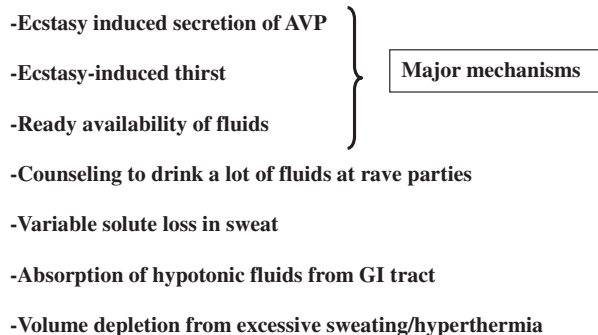 -Ecstasy induced secretion of AVP
-Ecstasy-induced thirst
Major mechanisms
-Ready availability of fluids
-Counseling to drink a lot of fluids at rave parties
-Variable solute loss in sweat
-Absorption of hypotonic fluids from GI tract
-Volume depletion from excessive sweating/hyperthermia